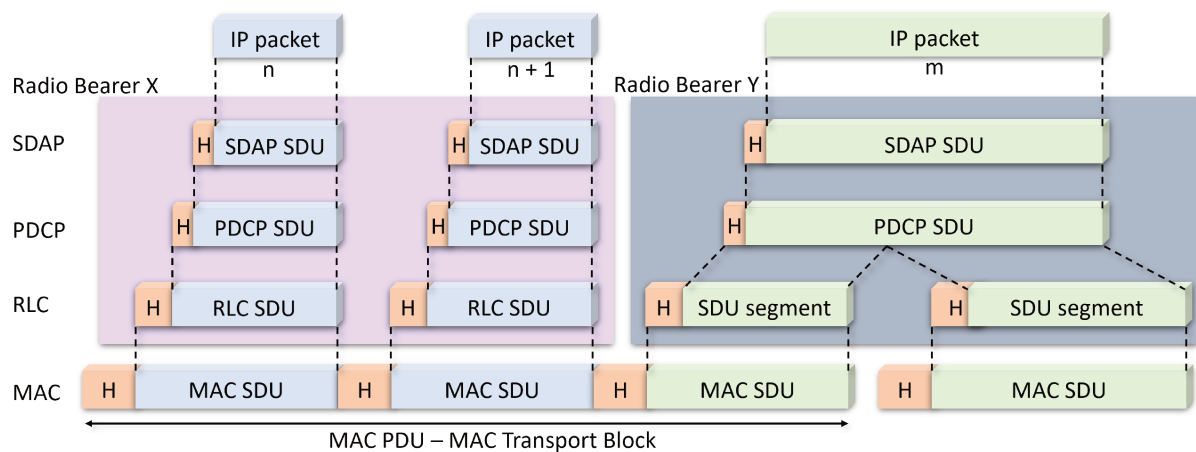 IP packet
n
IP packet
n + 1
IP packet
m
Radio Bearer X
Radio Bearer Y
SDAP
H
SDAP SDU
H
SDAP SDU
H
SDAP SDU
PDCP
H
PDCP SDU
H
PDCP SDU
H
PDCP SDU
RLC
H
RLC SDU
H
RLC SDU
H
SDU segment
H
SDU segment
MAC
H
MAC SDU
H
MAC SDU
H
MAC SDU
H
MAC SDU
MAC PDU – MAC Transport Block